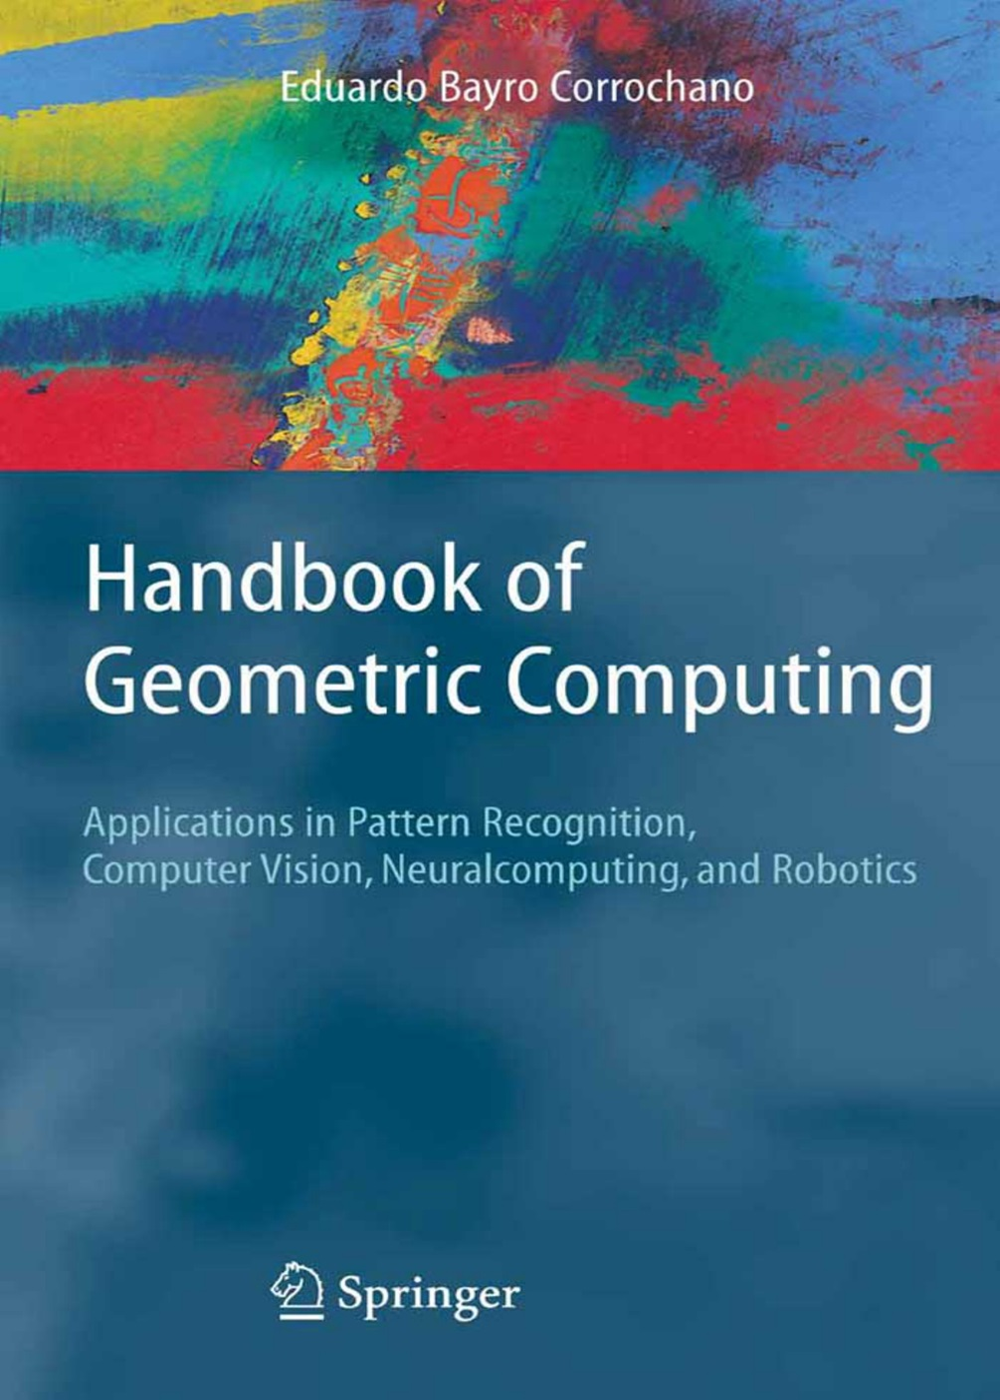 Eduardo Bayro Corrochano
Handbook of
Geometric Computing
Applications in Pattern Recognition,
Computer Vision, Neuralcomputing, and Robotics
Springer